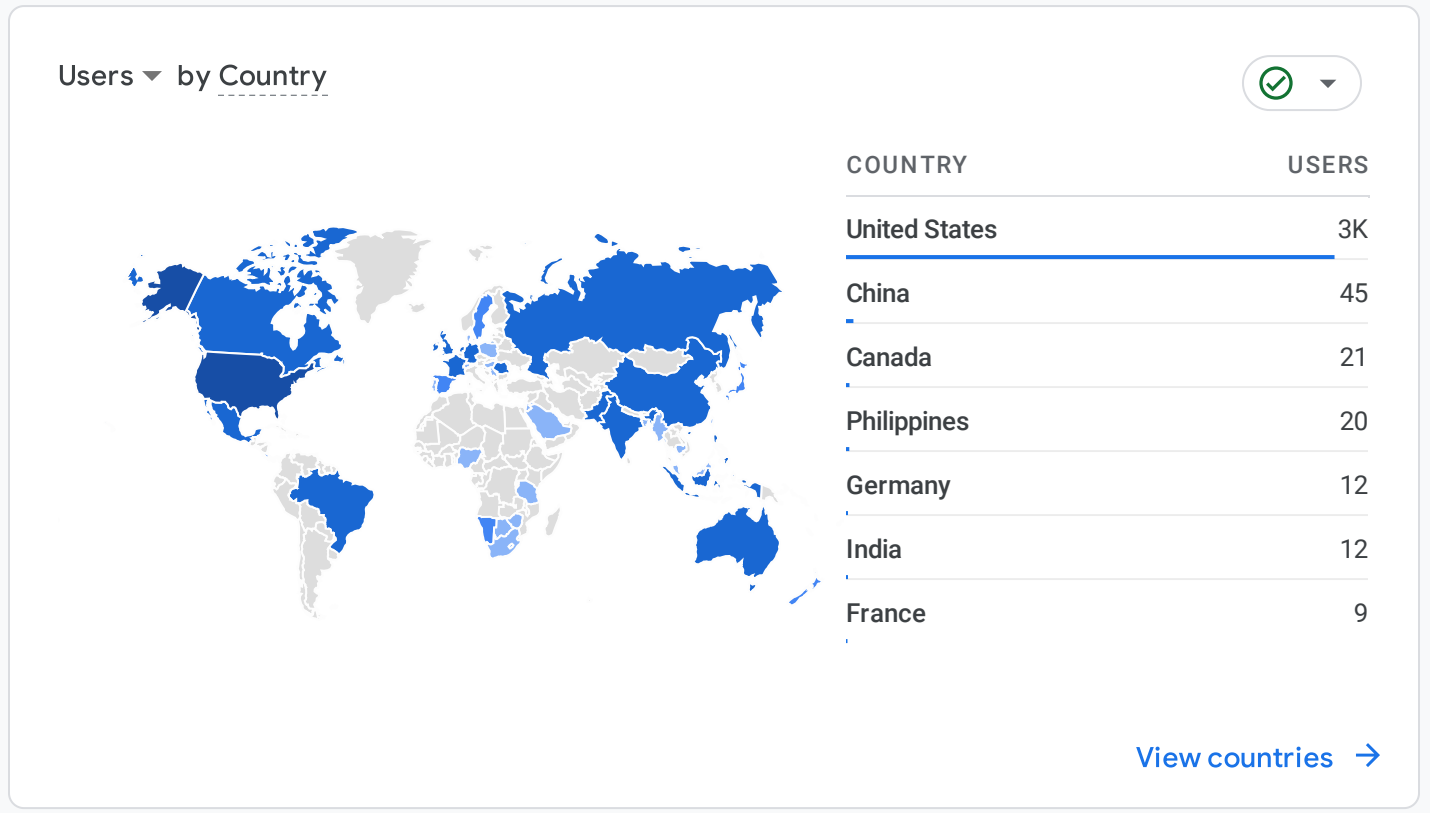 Users by Country
COUNTRY USERS
United States 3K
China 45
Canada 21
Philippines 20
Germany 12
India 12
France 9
View countries